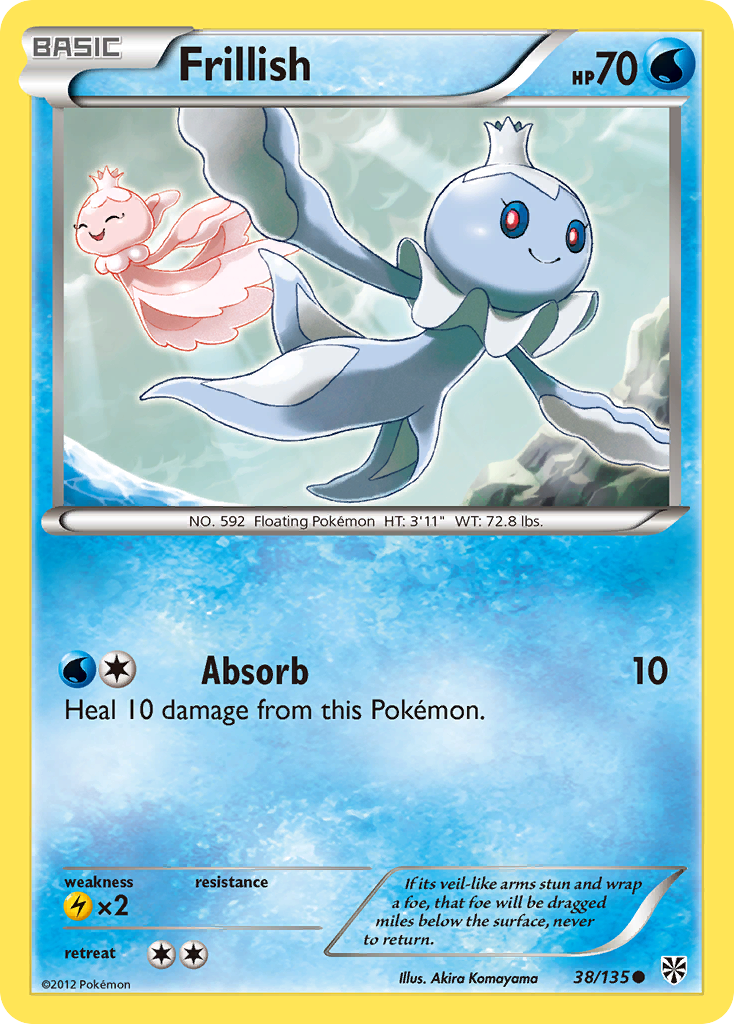 BASIC
Frillish
HP70
NO. 592 Floating Pokémon HT: 3'11" WT: 72.8 lbs.
Absorb 10
Heal 10 damage from this Pokémon.
weakness resistance
×2
retreat
If its veil-like arms stun and wrap
a foe, that foe will be dragged
miles below the surface, never
to return.
©2012 Pokémon
Illus. Akira Komayama
38/135